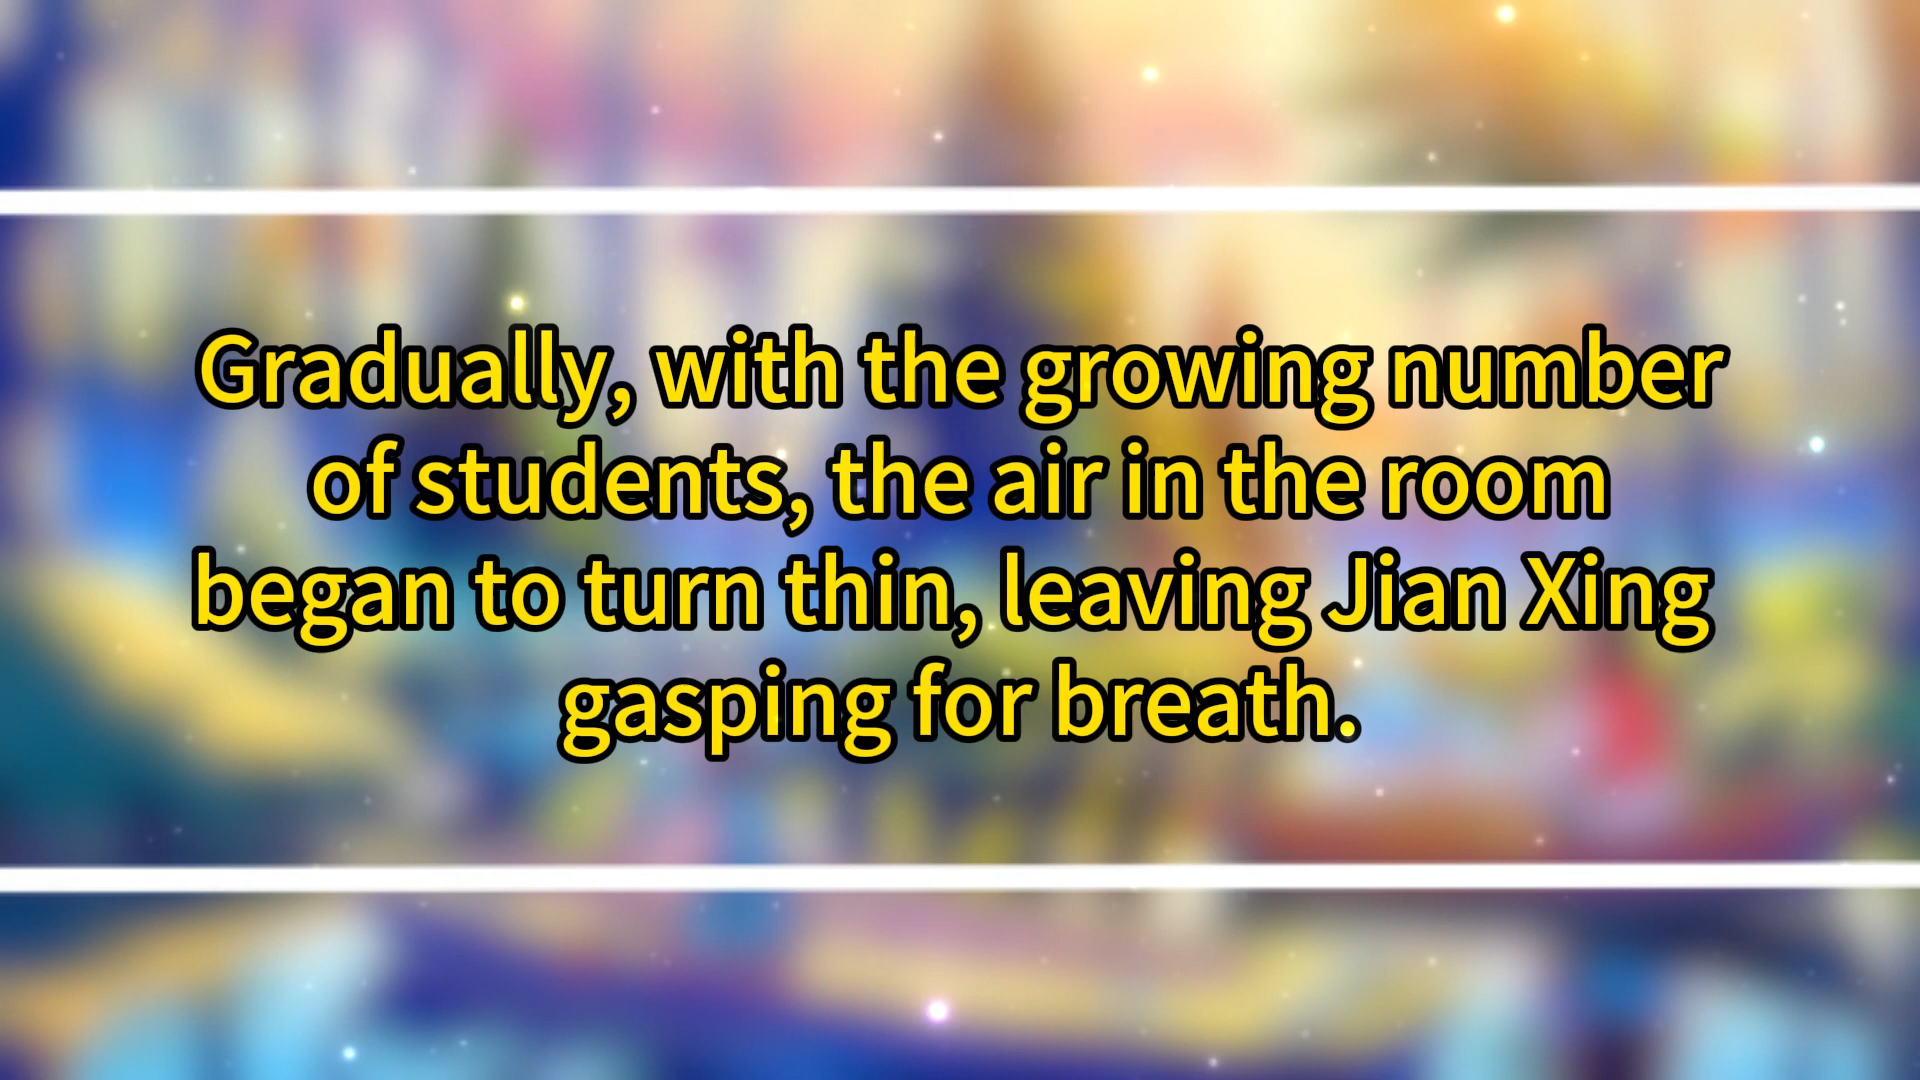 Gradually, with the growing number
of students, the air in the room
began to turn thin, leaving Jian Xing
gasping for breath.